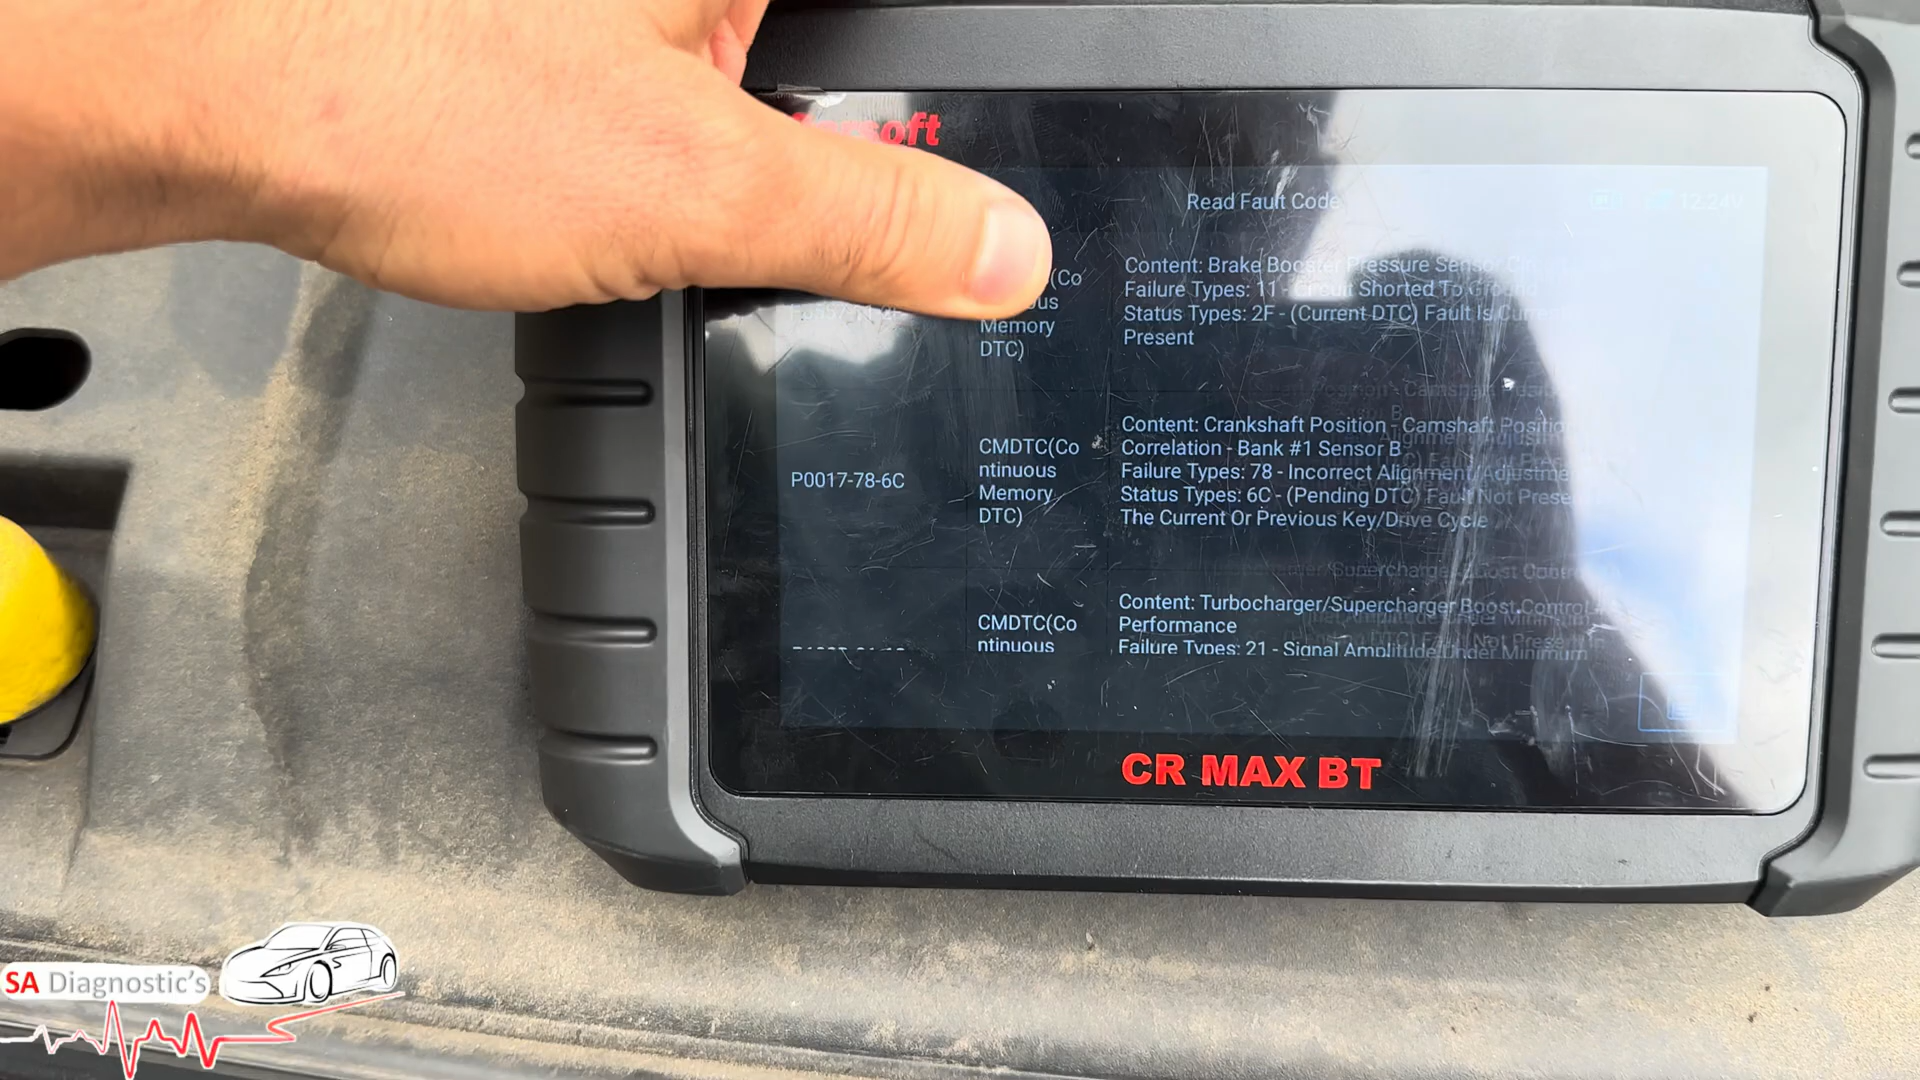 Read Fault Code
12.24V
Content: Brake Booster Pressure Sensor
Failure Types: 11 - Circuit Shorted To Ground
Status Types: 2F - (Current DTC) Fault Is
Present
Memory
DTC)
P0017-78-6C
CMDTC(Co
ntinuous
Memory
DTC)
Content: Crankshaft Position - Camshaft Position
Correlation - Bank #1 Sensor B
Failure Types: 78 - Incorrect Alignment/Adjustme
Status Types: 6C - (Pending DTC) Fault Not Prese
The Current Or Previous Key/Drive Cycle
CMDTC(Co
ntinuous
Content: Turbocharger/Supercharger Boost Control
Performance
Failure Types: 21 - Signal Amplitude Under Minimum
CR MAX BT
SA Diagnostic's